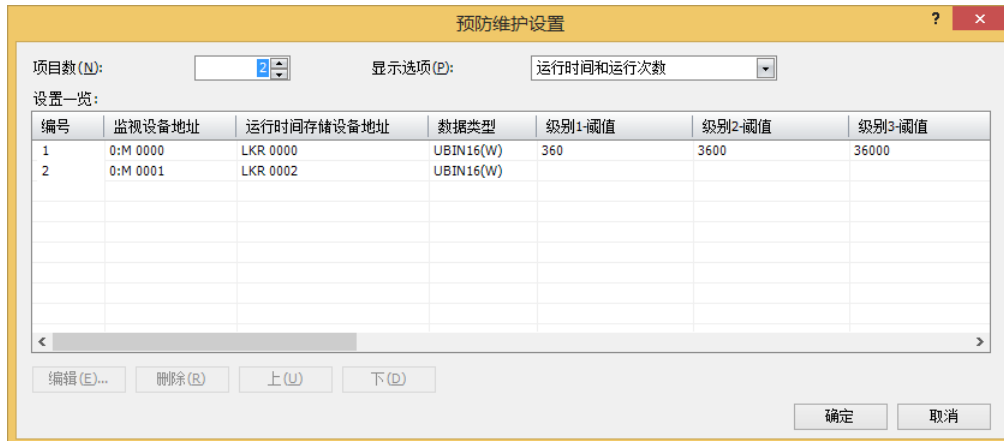 预防维护设置 ? ×
项目数(N): 2 显示选项(P): 运行时间和运行次数
设置一览:
编号 监视设备地址 运行时间存储设备地址 数据类型 级别1-阈值 级别2-阈值 级别3-阈值
1 0:M 0000 LKR 0000 UBIN16(W) 360 3600 36000
2 0:M 0001 LKR 0002 UBIN16(W)
编辑(E)... 删除(R) 上(U) 下(D)
确定 取消